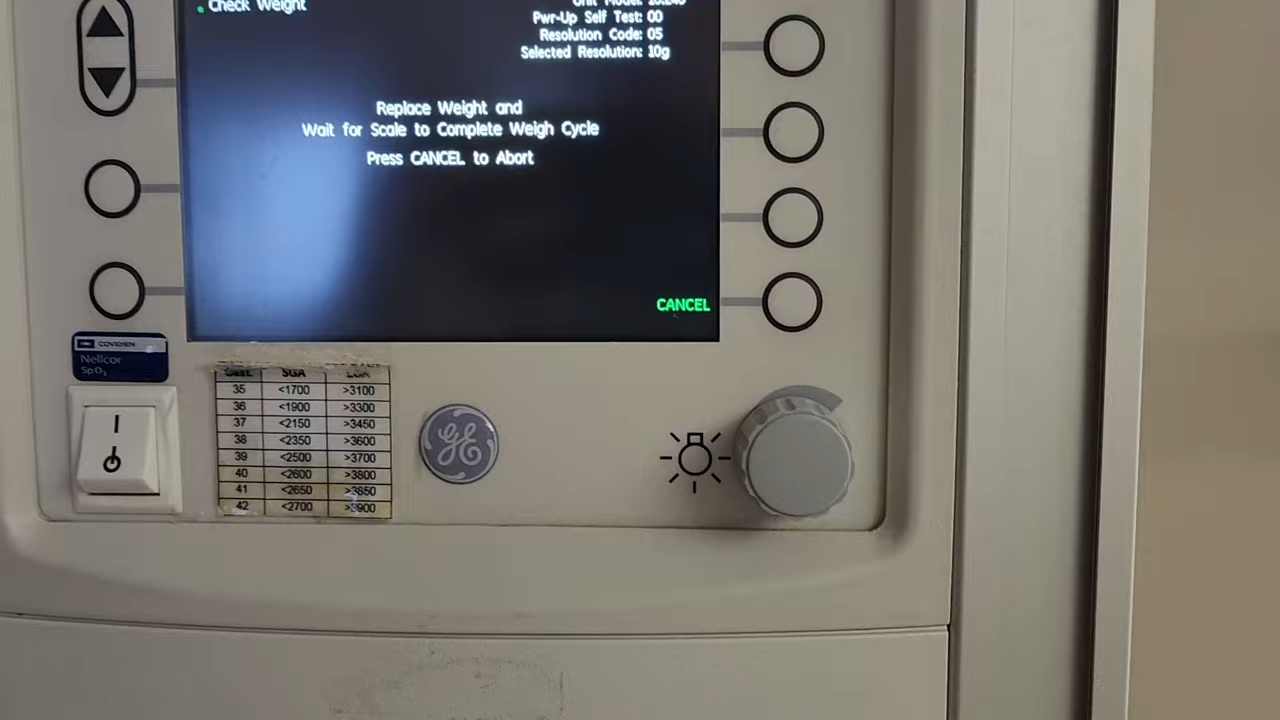 Check Weight
Pwr-Up Self Test: 00
Resolution Code: 05
Selected Resolution: 10g
Replace Weight and
Wait for Scale to Complete Weigh Cycle
Press CANCEL to Abort
CANCEL
COVIDIEN
Nellcor
SpO₂
Gest. SGA LGA
35 <1700 >3100
36 <1900 >3300
37 <2150 >3450
38 <2350 >3600
39 <2500 >3700
40 <2600 >3800
41 <2650 >3850
42 <2700 >3900
GE